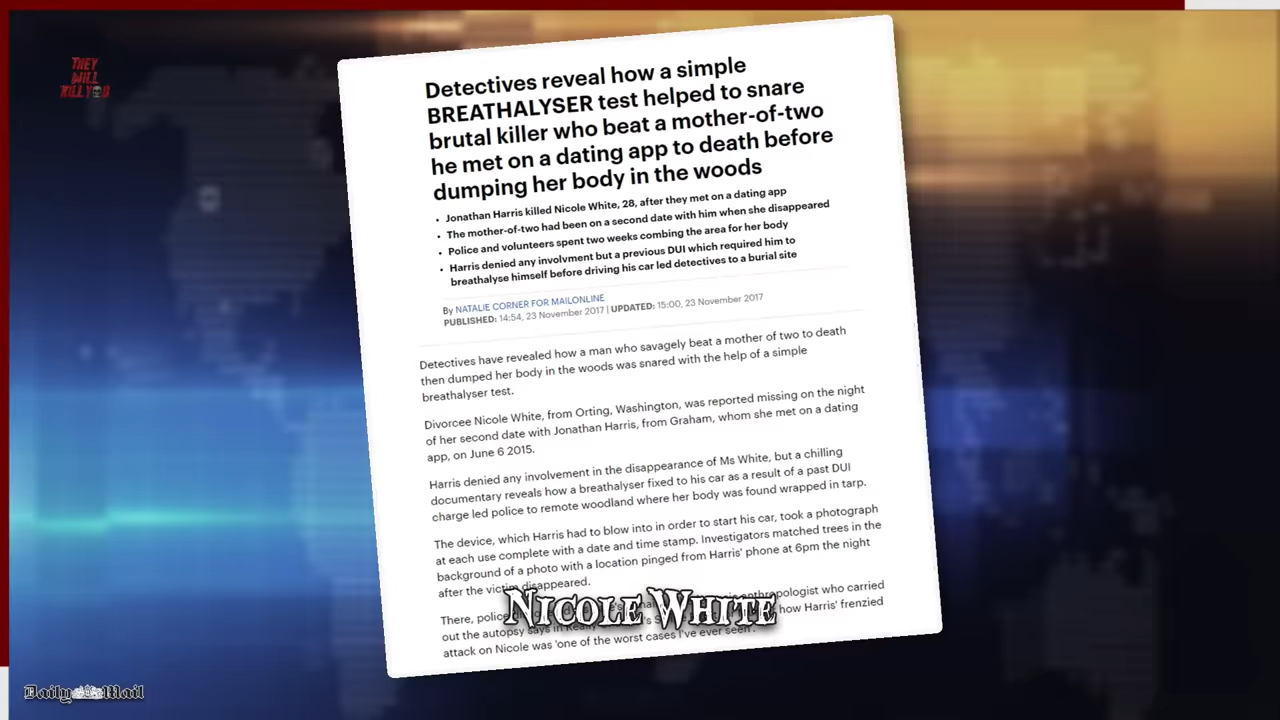 THEY
WILL
KILL YOU
Detectives reveal how a simple
BREATHALYSER test helped to snare
brutal killer who beat a mother-of-two
he met on a dating app to death before
dumping her body in the woods
• Jonathan Harris killed Nicole White, 28, after they met on a dating app
• The mother-of-two had been on a second date with him when she disappeared
• Police and volunteers spent two weeks combing the area for her body
• Harris denied any involvment but a previous DUI which required him to
breathalyse himself before driving his car led detectives to a burial site
By NATALIE CORNER FOR MAILONLINE
PUBLISHED: 14:54, 23 November 2017 | UPDATED: 15:00, 23 November 2017
Detectives have revealed how a man who savagely beat a mother of two to death
then dumped her body in the woods was snared with the help of a simple
breathalyser test.
Divorcee Nicole White, from Orting, Washington, was reported missing on the night
of her second date with Jonathan Harris, from Graham, whom she met on a dating
app, on June 6 2015.
Harris denied any involvement in the disappearance of Ms White, but a chilling
documentary reveals how a breathalyser fixed to his car as a result of a past DUI
charge led police to remote woodland where her body was found wrapped in tarp.
The device, which Harris had to blow into in order to start his car, took a photograph
at each use complete with a date and time stamp. Investigators matched trees in the
background of a photo with a location pinged from Harris' phone at 6pm the night
after the victim disappeared.
There, police anthropologist who carried
out the autopsy says in how Harris' frenzied
attack on Nicole was 'one of the worst cases I've ever seen'.
NICOLE WHITE
Daily Mail